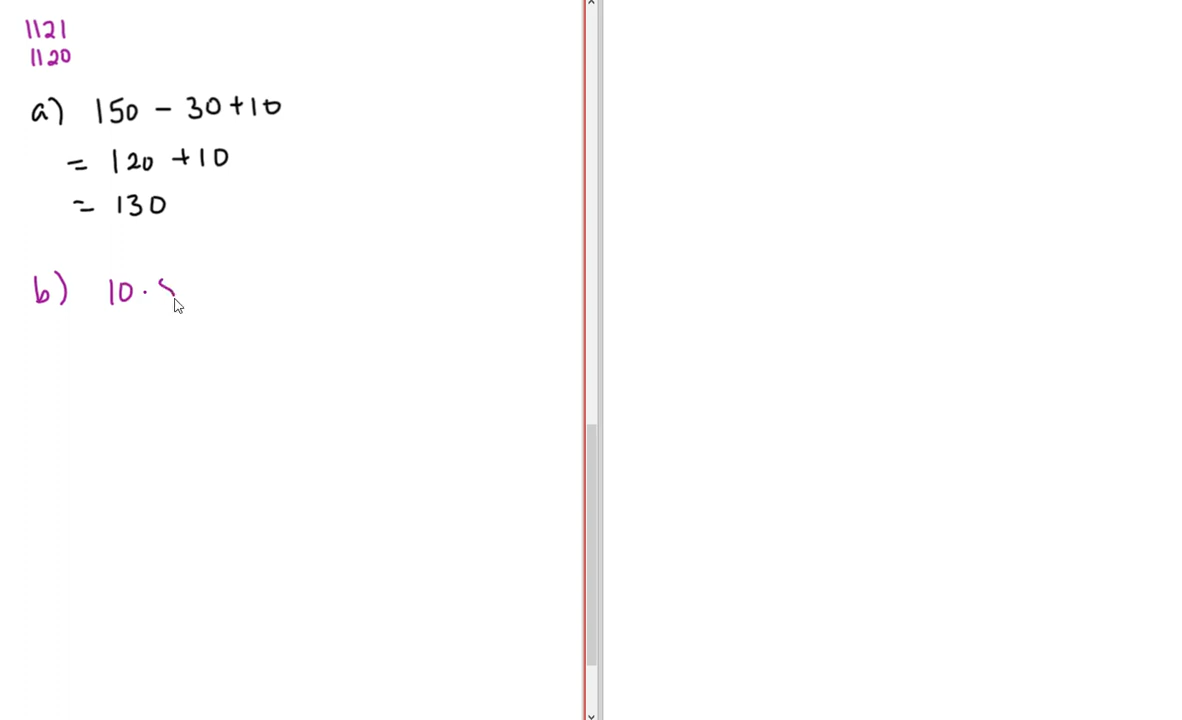 1121
1120
a) 150 - 30 + 10
= 120 + 10
= 130
b) 10 ·